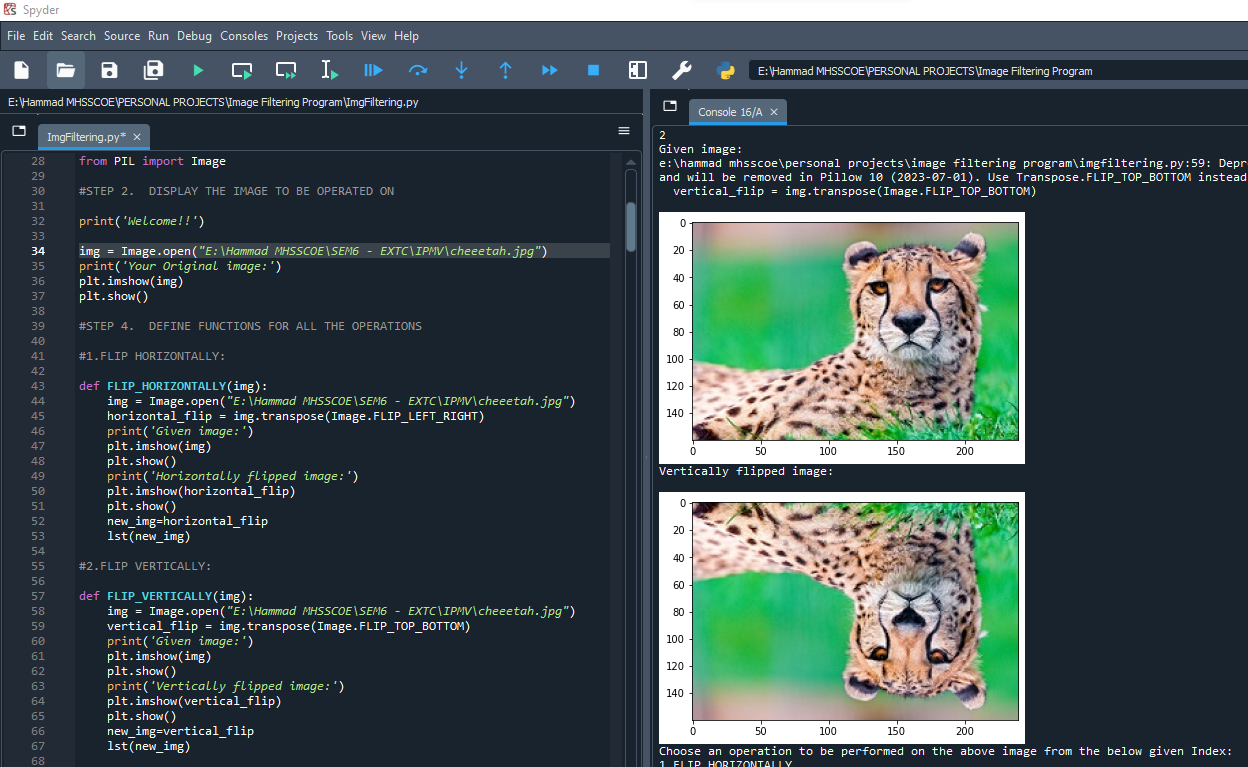 Spyder
File Edit Search Source Run Debug Consoles Projects Tools View Help
E:\Hammad MHSSCOE\PERSONAL PROJECTS\Image Filtering Program
E:\Hammad MHSSCOE\PERSONAL PROJECTS\Image Filtering Program\ImgFiltering.py
ImgFiltering.py*
28 from PIL import Image
29
30 #STEP 2.  DISPLAY THE IMAGE TO BE OPERATED ON
31
32 print('Welcome!!')
33
34 img = Image.open("E:\Hammad MHSSCOE\SEM6 - EXTC\IPMV\cheeetah.jpg")
35 print('Your Original image:')
36 plt.imshow(img)
37 plt.show()
38
39 #STEP 4.  DEFINE FUNCTIONS FOR ALL THE OPERATIONS
40
41 #1.FLIP HORIZONTALLY:
42
43 def FLIP_HORIZONTALLY(img):
44     img = Image.open("E:\Hammad MHSSCOE\SEM6 - EXTC\IPMV\cheeetah.jpg")
45     horizontal_flip = img.transpose(Image.FLIP_LEFT_RIGHT)
46     print('Given image:')
47     plt.imshow(img)
48     plt.show()
49     print('Horizontally flipped image:')
50     plt.imshow(horizontal_flip)
51     plt.show()
52     new_img=horizontal_flip
53     lst(new_img)
54
55 #2.FLIP VERTICALLY:
56
57 def FLIP_VERTICALLY(img):
58     img = Image.open("E:\Hammad MHSSCOE\SEM6 - EXTC\IPMV\cheeetah.jpg")
59     vertical_flip = img.transpose(Image.FLIP_TOP_BOTTOM)
60     print('Given image:')
61     plt.imshow(img)
62     plt.show()
63     print('Vertically flipped image:')
64     plt.imshow(vertical_flip)
65     plt.show()
66     new_img=vertical_flip
67     lst(new_img)
68
Console 16/A
2
Given image:
e:\hammad mhsscoe\personal projects\image filtering program\imgfiltering.py:59: Depr
and will be removed in Pillow 10 (2023-07-01). Use Transpose.FLIP_TOP_BOTTOM instead
  vertical_flip = img.transpose(Image.FLIP_TOP_BOTTOM)
0
20
40
60
80
100
120
140
0 50 100 150 200
Vertically flipped image:
0
20
40
60
80
100
120
140
0 50 100 150 200
Choose an operation to be performed on the above image from the below given Index:
1.FLIP HORIZONTALLY